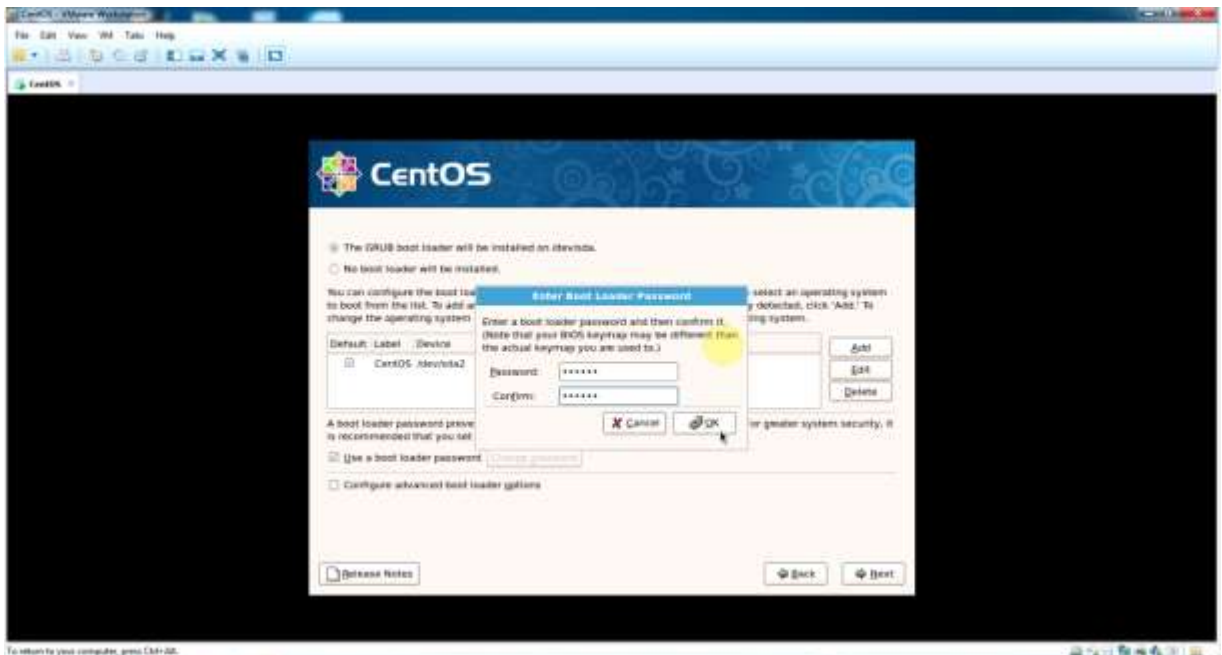 CentOS - VMware Workstation
File Edit View VM Tabs Help
CentOS
CentOS
The GRUB boot loader will be installed on /dev/sda.
No boot loader will be installed.
You can configure the boot loa
select an operating system
to boot from the list. To add a
y detected, click 'Add.' To
change the operating system
ting system.
Enter Boot Loader Password
Enter a boot loader password and then confirm it.
(Note that your BIOS keymap may be different than
the actual keymap you are used to.)
Password: ••••••
Confirm: ••••••
Cancel OK
Default Label Device
CentOS /dev/sda2
Add
Edit
Delete
A boot loader password preve
or greater system security, it
is recommended that you set
Use a boot loader password Change password
Configure advanced boot loader options
Release Notes Back Next
To return to your computer, press Ctrl+Alt.